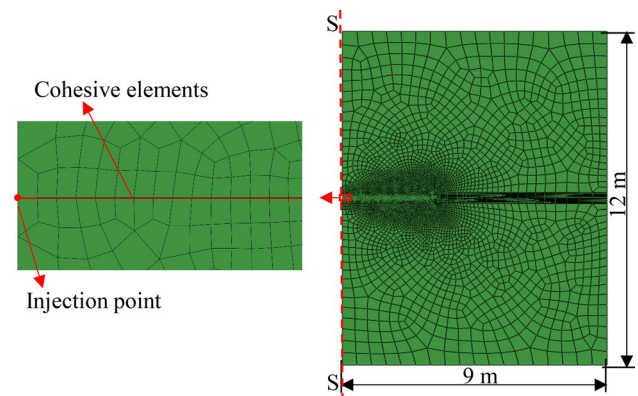 S
Cohesive elements
Injection point
12 m
S
9 m